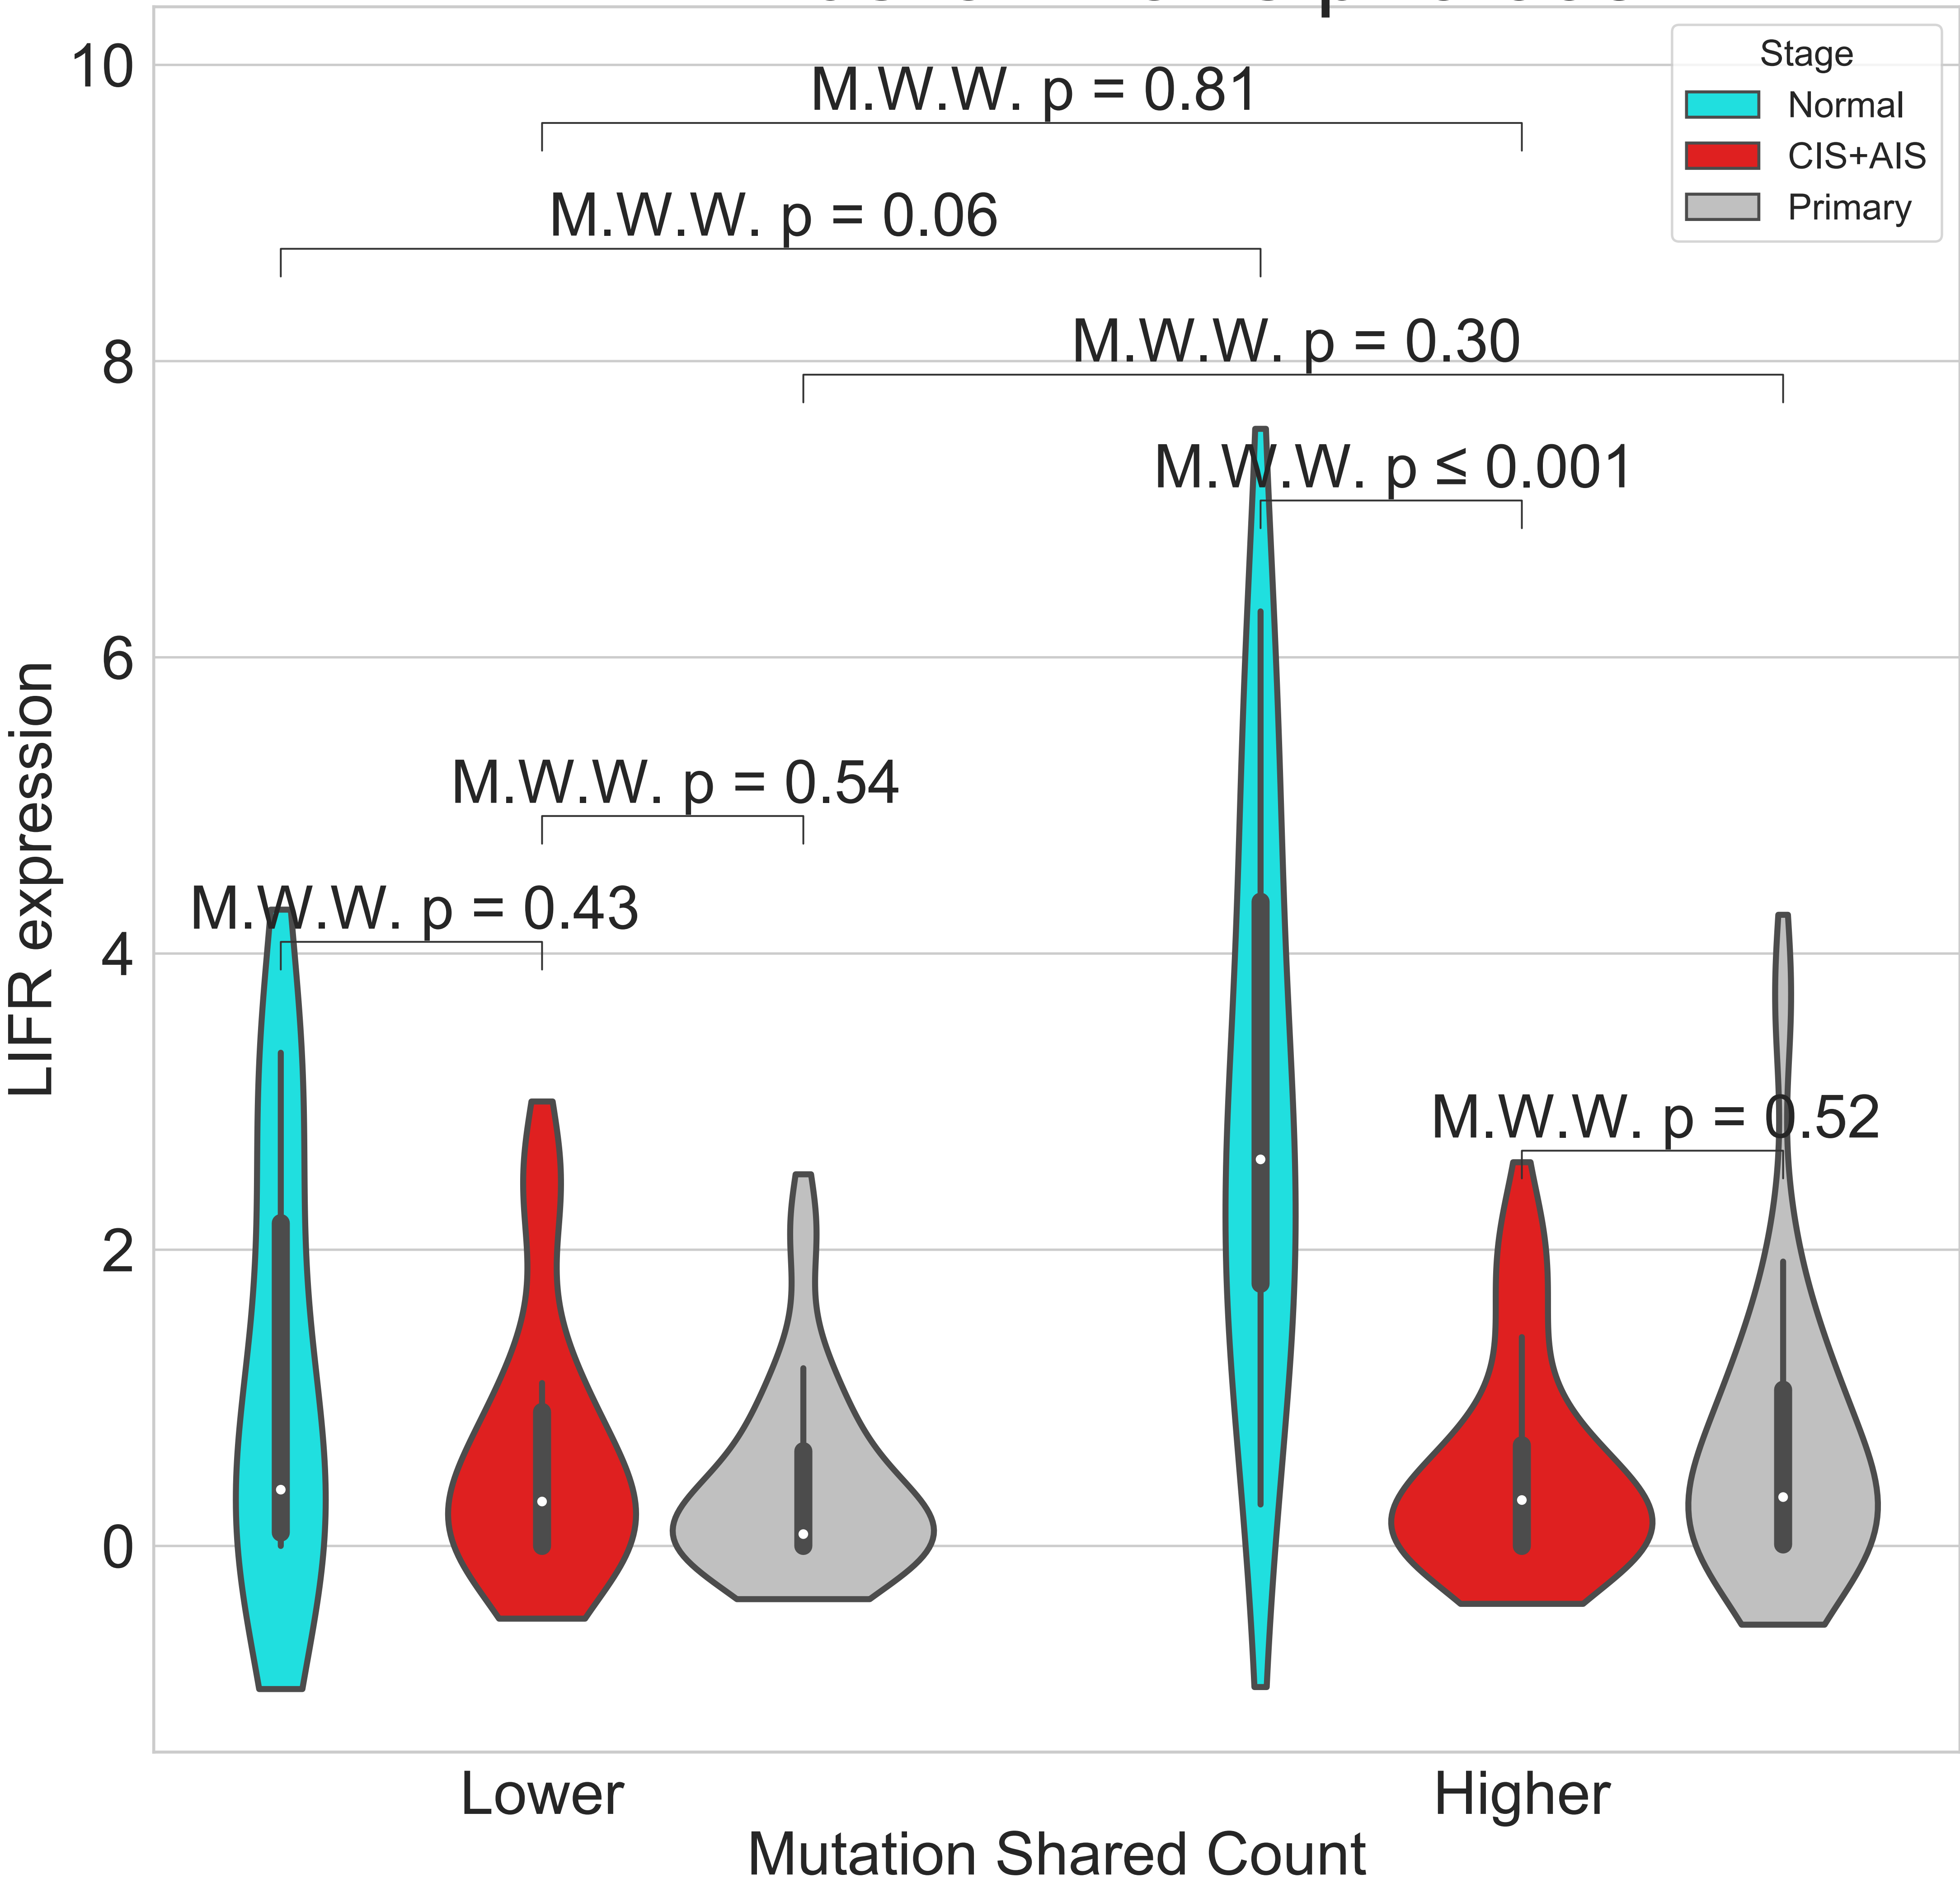 10
8
6
4
2
0
LIFR expression
M.W.W. p = 0.81
M.W.W. p = 0.06
M.W.W. p = 0.30
M.W.W. p ≤ 0.001
M.W.W. p = 0.54
M.W.W. p = 0.43
M.W.W. p = 0.52
Stage
Normal
CIS+AIS
Primary
Lower
Higher
Mutation Shared Count